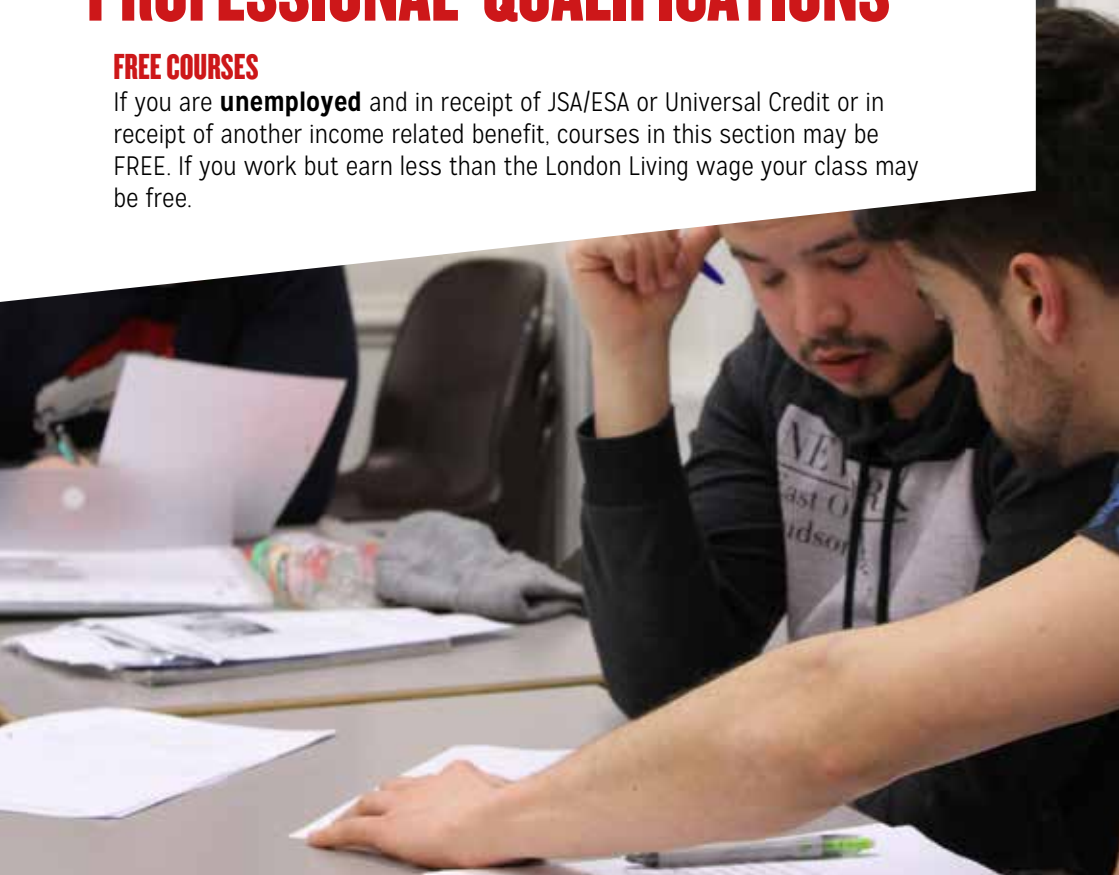 PROFESSIONAL QUALIFICATIONS
FREE COURSES
If you are unemployed and in receipt of JSA/ESA or Universal Credit or in
receipt of another income related benefit, courses in this section may be
FREE. If you work but earn less than the London Living wage your class may
be free.
NEW
East